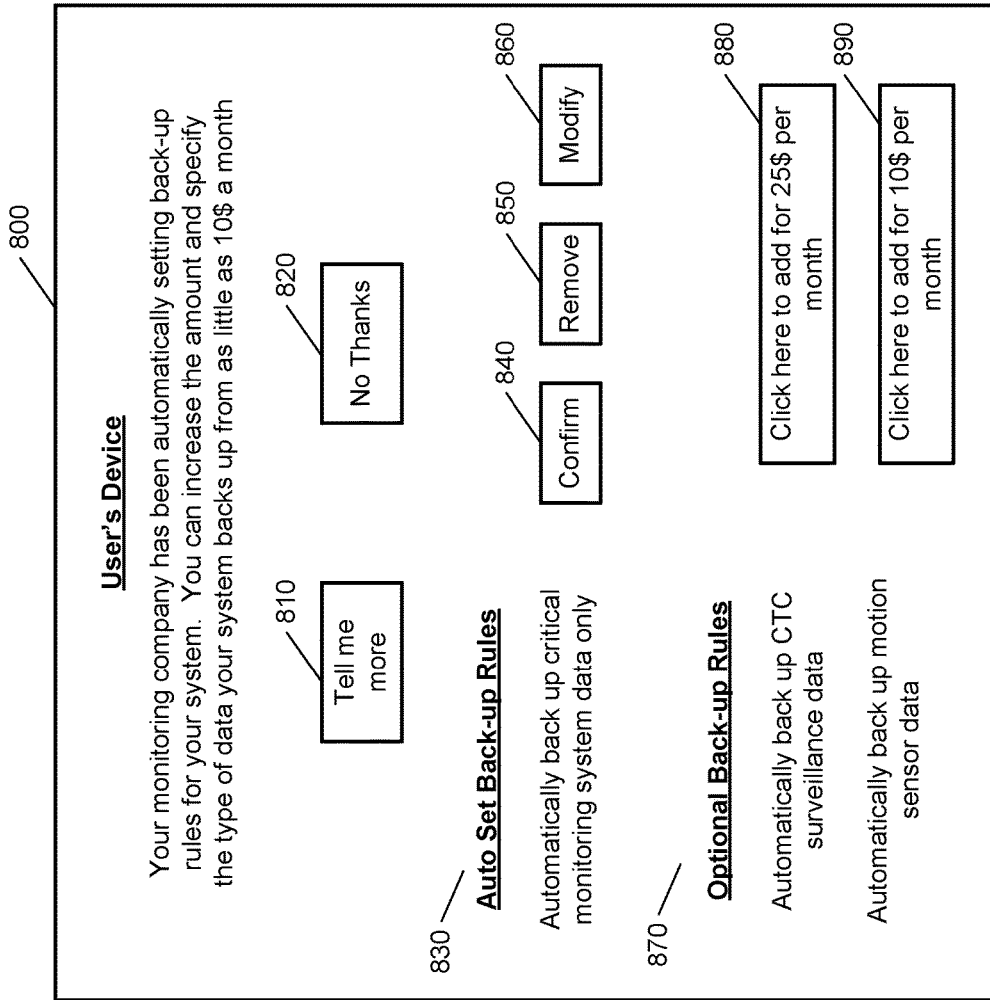 800
User's Device
Your monitoring company has been automatically setting back-up
rules for your system. You can increase the amount and specify
the type of data your system backs up from as little as 10$ a month
810
Tell me
more
820
No Thanks
830
Auto Set Back-up Rules
Automatically back up critical
monitoring system data only
840
Confirm
850
Remove
860
Modify
870
Optional Back-up Rules
Automatically back up CTC
surveillance data
880
Click here to add for 25$ per
month
Automatically back up motion
sensor data
890
Click here to add for 10$ per
month